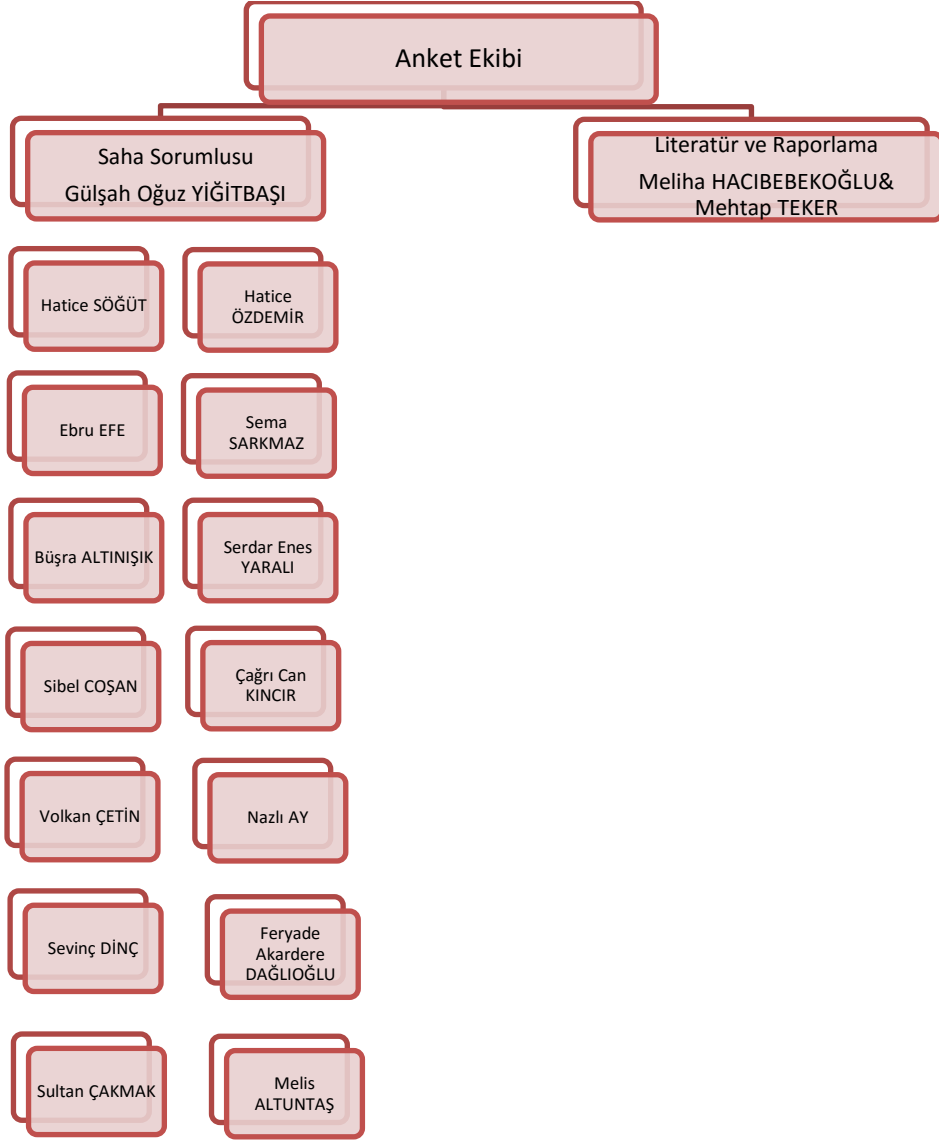 Anket Ekibi
Saha Sorumlusu
Gülşah Oğuz YİĞİTBAŞI
Literatür ve Raporlama
Meliha HACIBEBEKOĞLU&
Mehtap TEKER
Hatice SÖĞÜT
Hatice
ÖZDEMİR
Ebru EFE
Sema
SARKMAZ
Büşra ALTINIŞIK
Serdar Enes
YARALI
Sibel COŞAN
Çağrı Can
KINCIR
Volkan ÇETİN
Nazlı AY
Sevinç DİNÇ
Feryade
Akardere
DAĞLIOĞLU
Sultan ÇAKMAK
Melis
ALTUNTAŞ